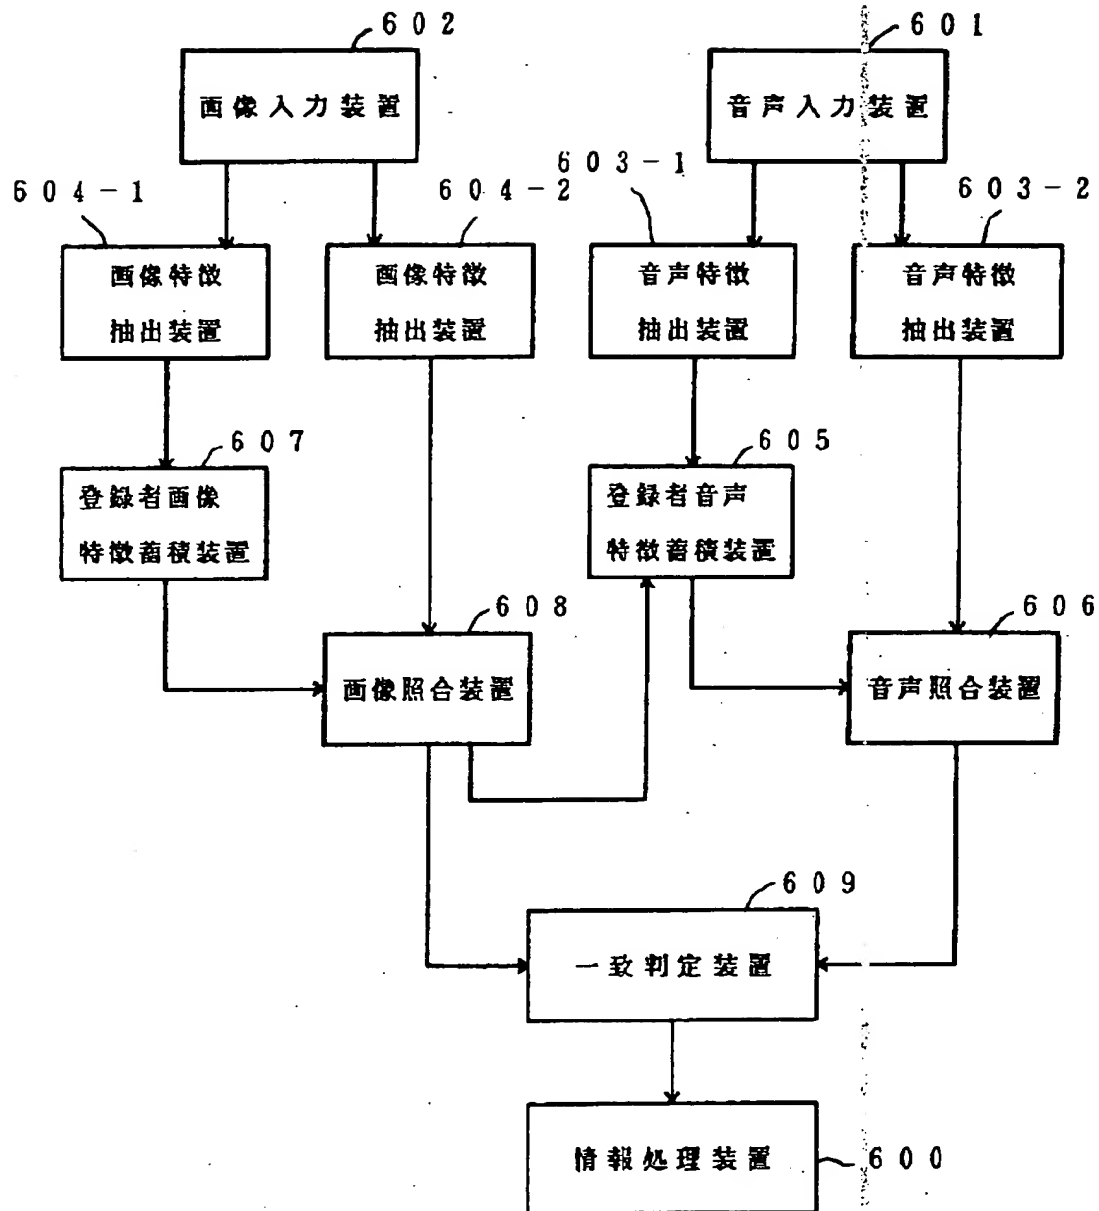 602
601
画像入力装置
音声入力装置
604-1
604-2
603-1
603-2
画像特徴
抽出装置
画像特徴
抽出装置
音声特徴
抽出装置
音声特徴
抽出装置
607
605
登録者画像
特徴蓄積装置
登録者音声
特徴蓄積装置
608
606
画像照合装置
音声照合装置
609
一致判定装置
情報処理装置
600